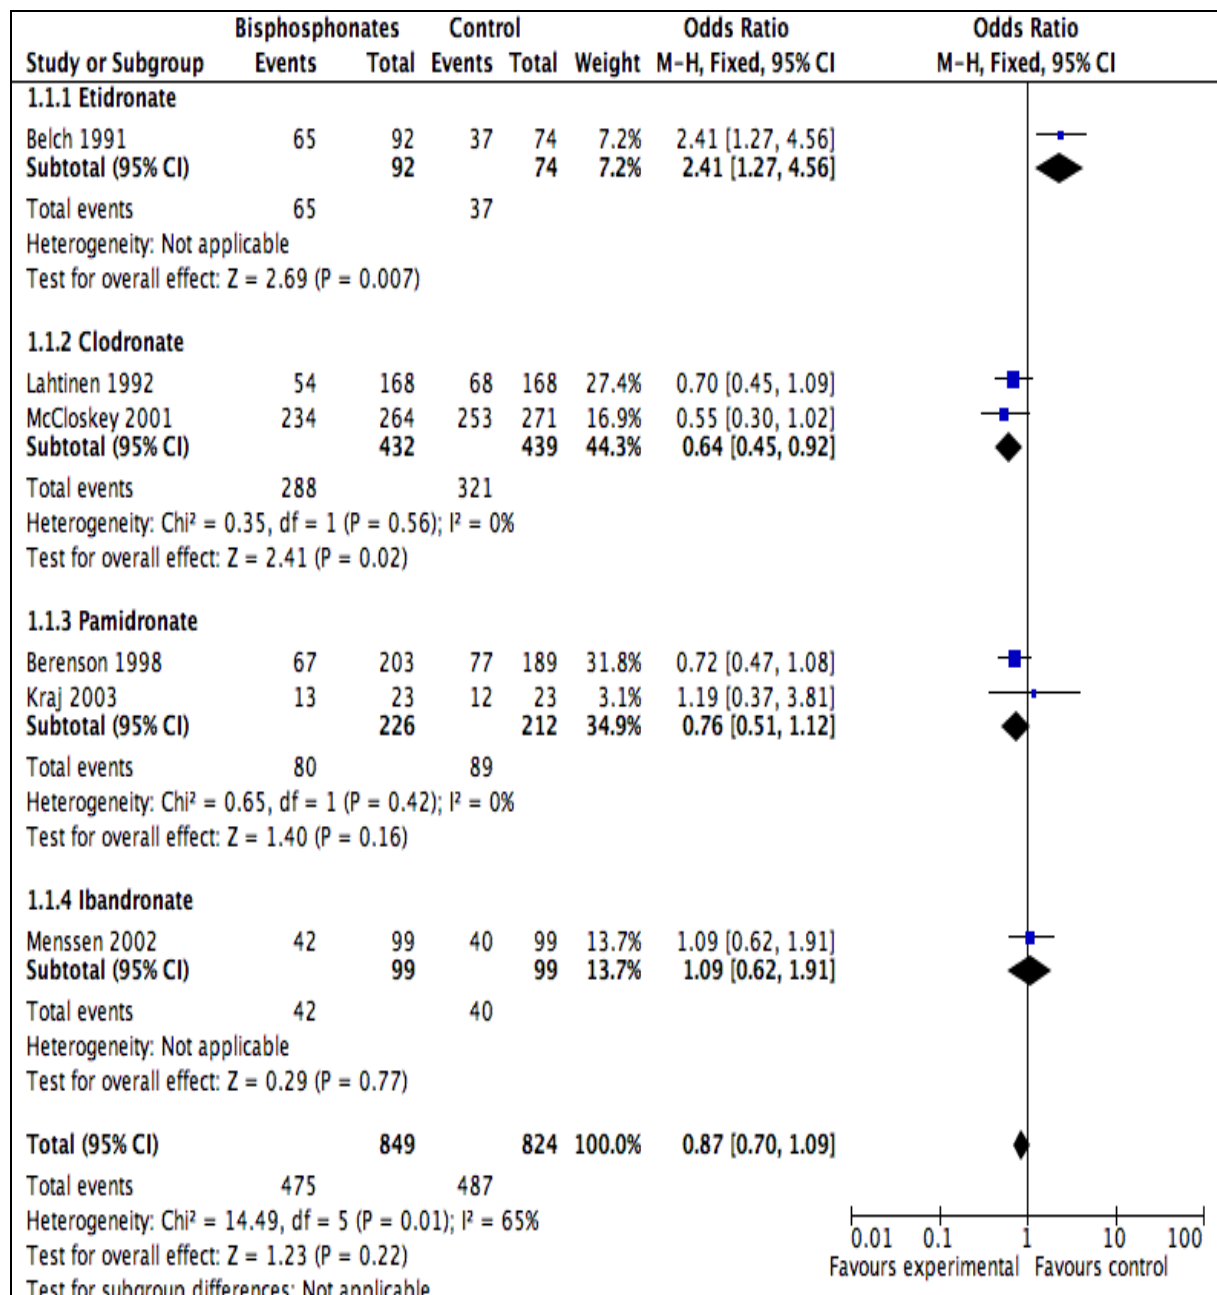 Bisphosphonates Control Odds Ratio Odds Ratio
Study or Subgroup Events Total Events Total Weight M-H, Fixed, 95% CI M-H, Fixed, 95% CI
1.1.1 Etidronate
Belch 1991 65 92 37 74 7.2% 2.41 [1.27, 4.56]
Subtotal (95% CI) 92 74 7.2% 2.41 [1.27, 4.56]
Total events 65 37
Heterogeneity: Not applicable
Test for overall effect: Z = 2.69 (P = 0.007)
1.1.2 Clodronate
Lahtinen 1992 54 168 68 168 27.4% 0.70 [0.45, 1.09]
McCloskey 2001 234 264 253 271 16.9% 0.55 [0.30, 1.02]
Subtotal (95% CI) 432 439 44.3% 0.64 [0.45, 0.92]
Total events 288 321
Heterogeneity: Chi² = 0.35, df = 1 (P = 0.56); I² = 0%
Test for overall effect: Z = 2.41 (P = 0.02)
1.1.3 Pamidronate
Berenson 1998 67 203 77 189 31.8% 0.72 [0.47, 1.08]
Kraj 2003 13 23 12 23 3.1% 1.19 [0.37, 3.81]
Subtotal (95% CI) 226 212 34.9% 0.76 [0.51, 1.12]
Total events 80 89
Heterogeneity: Chi² = 0.65, df = 1 (P = 0.42); I² = 0%
Test for overall effect: Z = 1.40 (P = 0.16)
1.1.4 Ibandronate
Menssen 2002 42 99 40 99 13.7% 1.09 [0.62, 1.91]
Subtotal (95% CI) 99 99 13.7% 1.09 [0.62, 1.91]
Total events 42 40
Heterogeneity: Not applicable
Test for overall effect: Z = 0.29 (P = 0.77)
Total (95% CI) 849 824 100.0% 0.87 [0.70, 1.09]
Total events 475 487
Heterogeneity: Chi² = 14.49, df = 5 (P = 0.01); I² = 65%
Test for overall effect: Z = 1.23 (P = 0.22)
Test for subgroup differences: Not applicable
0.01 0.1 1 10 100
Favours experimental Favours control